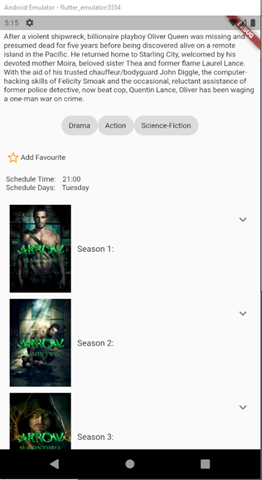 Android Emulator - flutter_emulator:5554
5:15
After a violent shipwreck, billionaire playboy Oliver Queen was missing and
presumed dead for five years before being discovered alive on a remote
island in the Pacific. He returned home to Starling City, welcomed by his
devoted mother Moira, beloved sister Thea and former flame Laurel Lance.
With the aid of his trusted chauffeur/bodyguard John Diggle, the computer-
hacking skills of Felicity Smoak and the occasional, reluctant assistance of
former police detective, now beat cop, Quentin Lance, Oliver has been waging
a one-man war on crime.
Drama Action Science-Fiction
Add Favourite
Schedule Time: 21:00
Schedule Days: Tuesday
ARROW
Season 1:
ARROW
SEASON TWO
Season 2:
ARROW
SEASON THREE
Season 3: